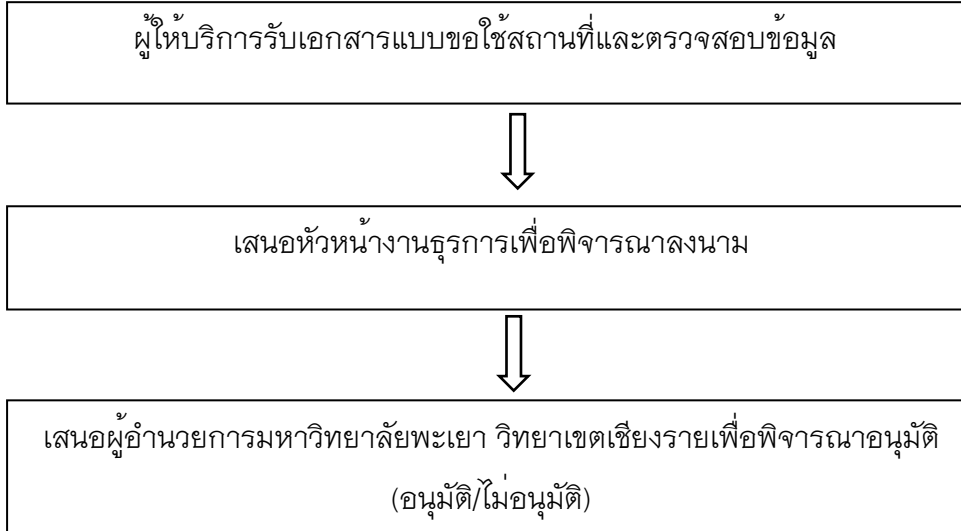 ผู้ให้บริการรับเอกสารแบบขอใช้สถานที่และตรวจสอบข้อมูล
เสนอหัวหน้างานธุรการเพื่อพิจารณาลงนาม
เสนอผู้อำนวยการมหาวิทยาลัยพะเยา วิทยาเขตเชียงรายเพื่อพิจารณาอนุมัติ
(อนุมัติ/ไม่อนุมัติ)